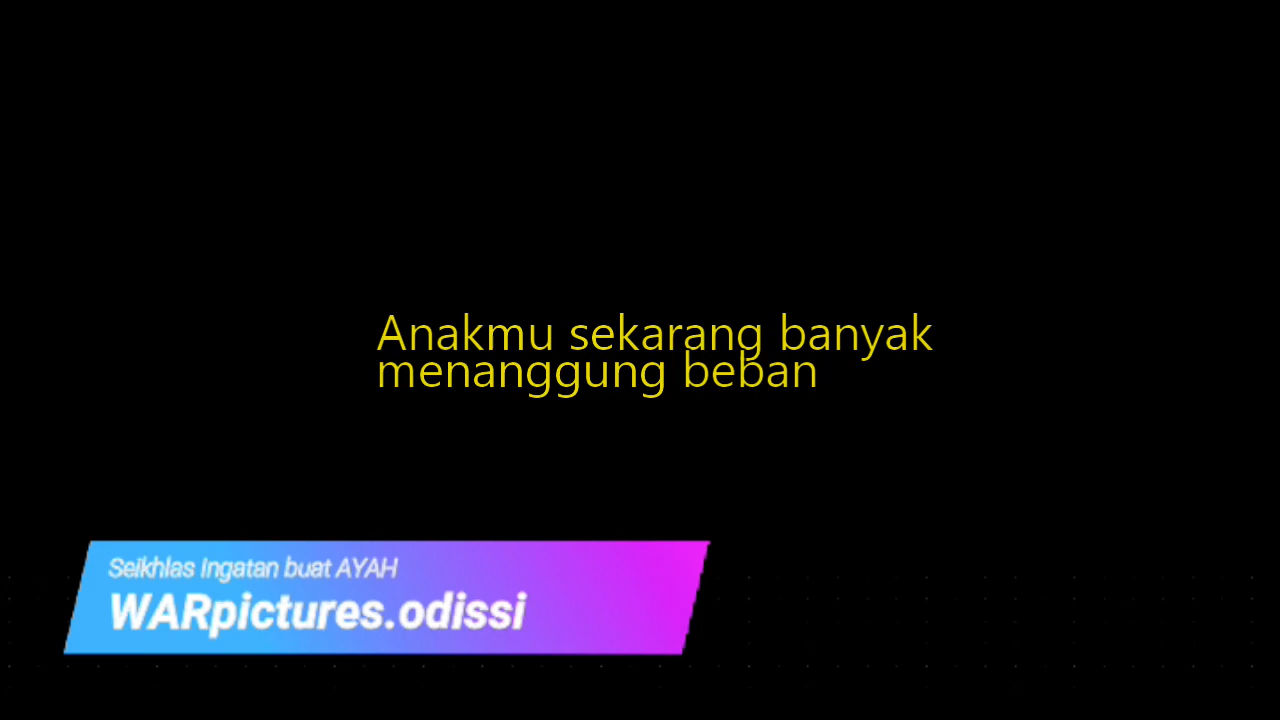 Anakmu sekarang banyak
menanggung beban
Seikhlas Ingatan buat AYAH
WARpictures.odissi